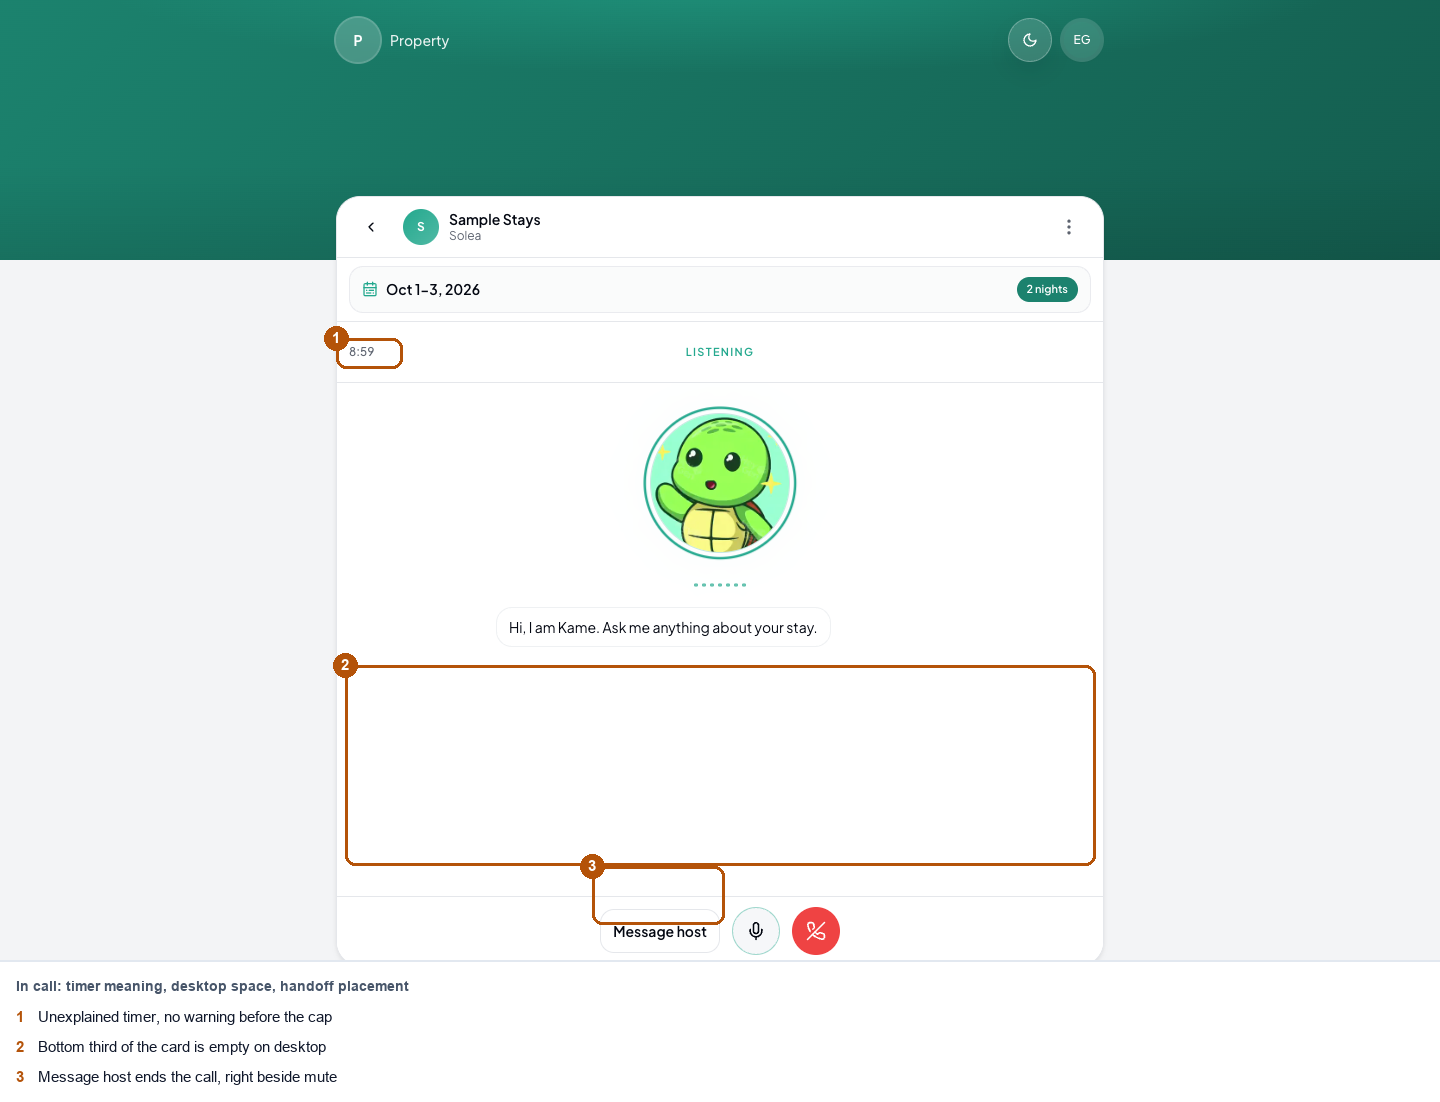 P Property EG
S Sample Stays
Solea
Oct 1–3, 2026 2 nights
1
8:59 LISTENING
Hi, I am Kame. Ask me anything about your stay.
2
3
Message host
In call: timer meaning, desktop space, handoff placement
1 Unexplained timer, no warning before the cap
2 Bottom third of the card is empty on desktop
3 Message host ends the call, right beside mute